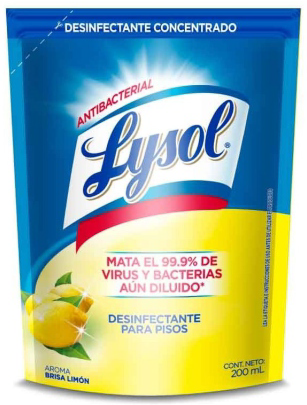 DESINFECTANTE CONCENTRADO
ANTIBACTERIAL
Lysol®
MATA EL 99.9% DE
VIRUS Y BACTERIAS
AÚN DILUIDO*
DESINFECTANTE
PARA PISOS
AROMA
BRISA LIMÓN
CONT. NETO:
200 mL